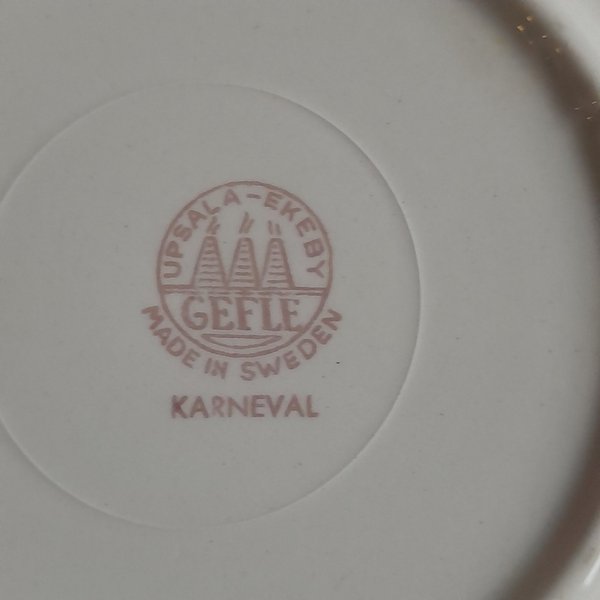 UPSALA-EKEBY
GEFLE
MADE IN SWEDEN
KARNEVAL